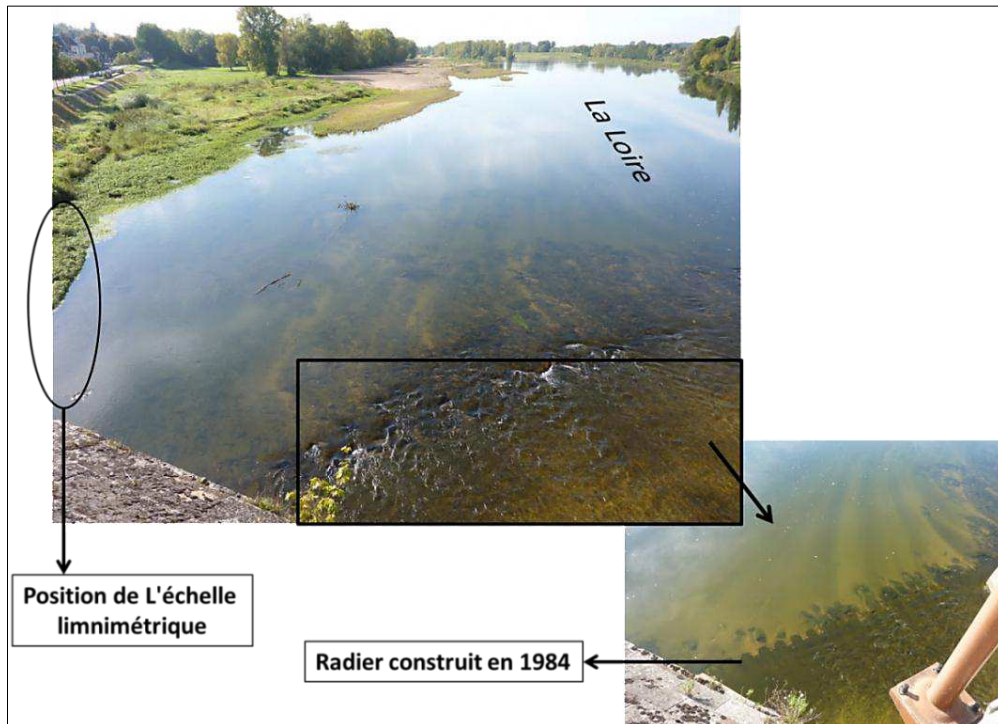 La Loire
Position de L'échelle
limnimétrique
Radier construit en 1984